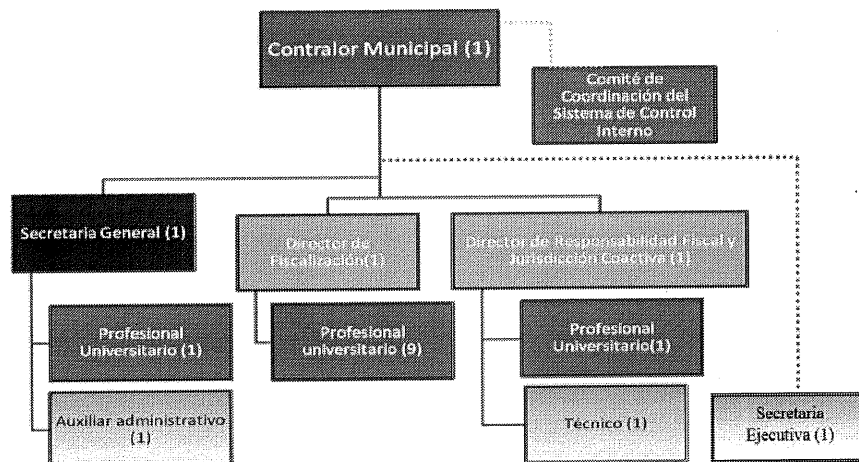 Contralor Municipal (1)
Comité de
Coordinación del
Sistema de Control
Interno
Secretaria General (1)
Director de
Fiscalización(1)
Director de Responsabilidad Fiscal y
Jurisdicción Coactiva (1)
Profesional
Universitario (1)
Profesional
universitario (9)
Profesional
Universitario(1)
Auxiliar administrativo
(1)
Técnico (1)
Secretaria
Ejecutiva (1)